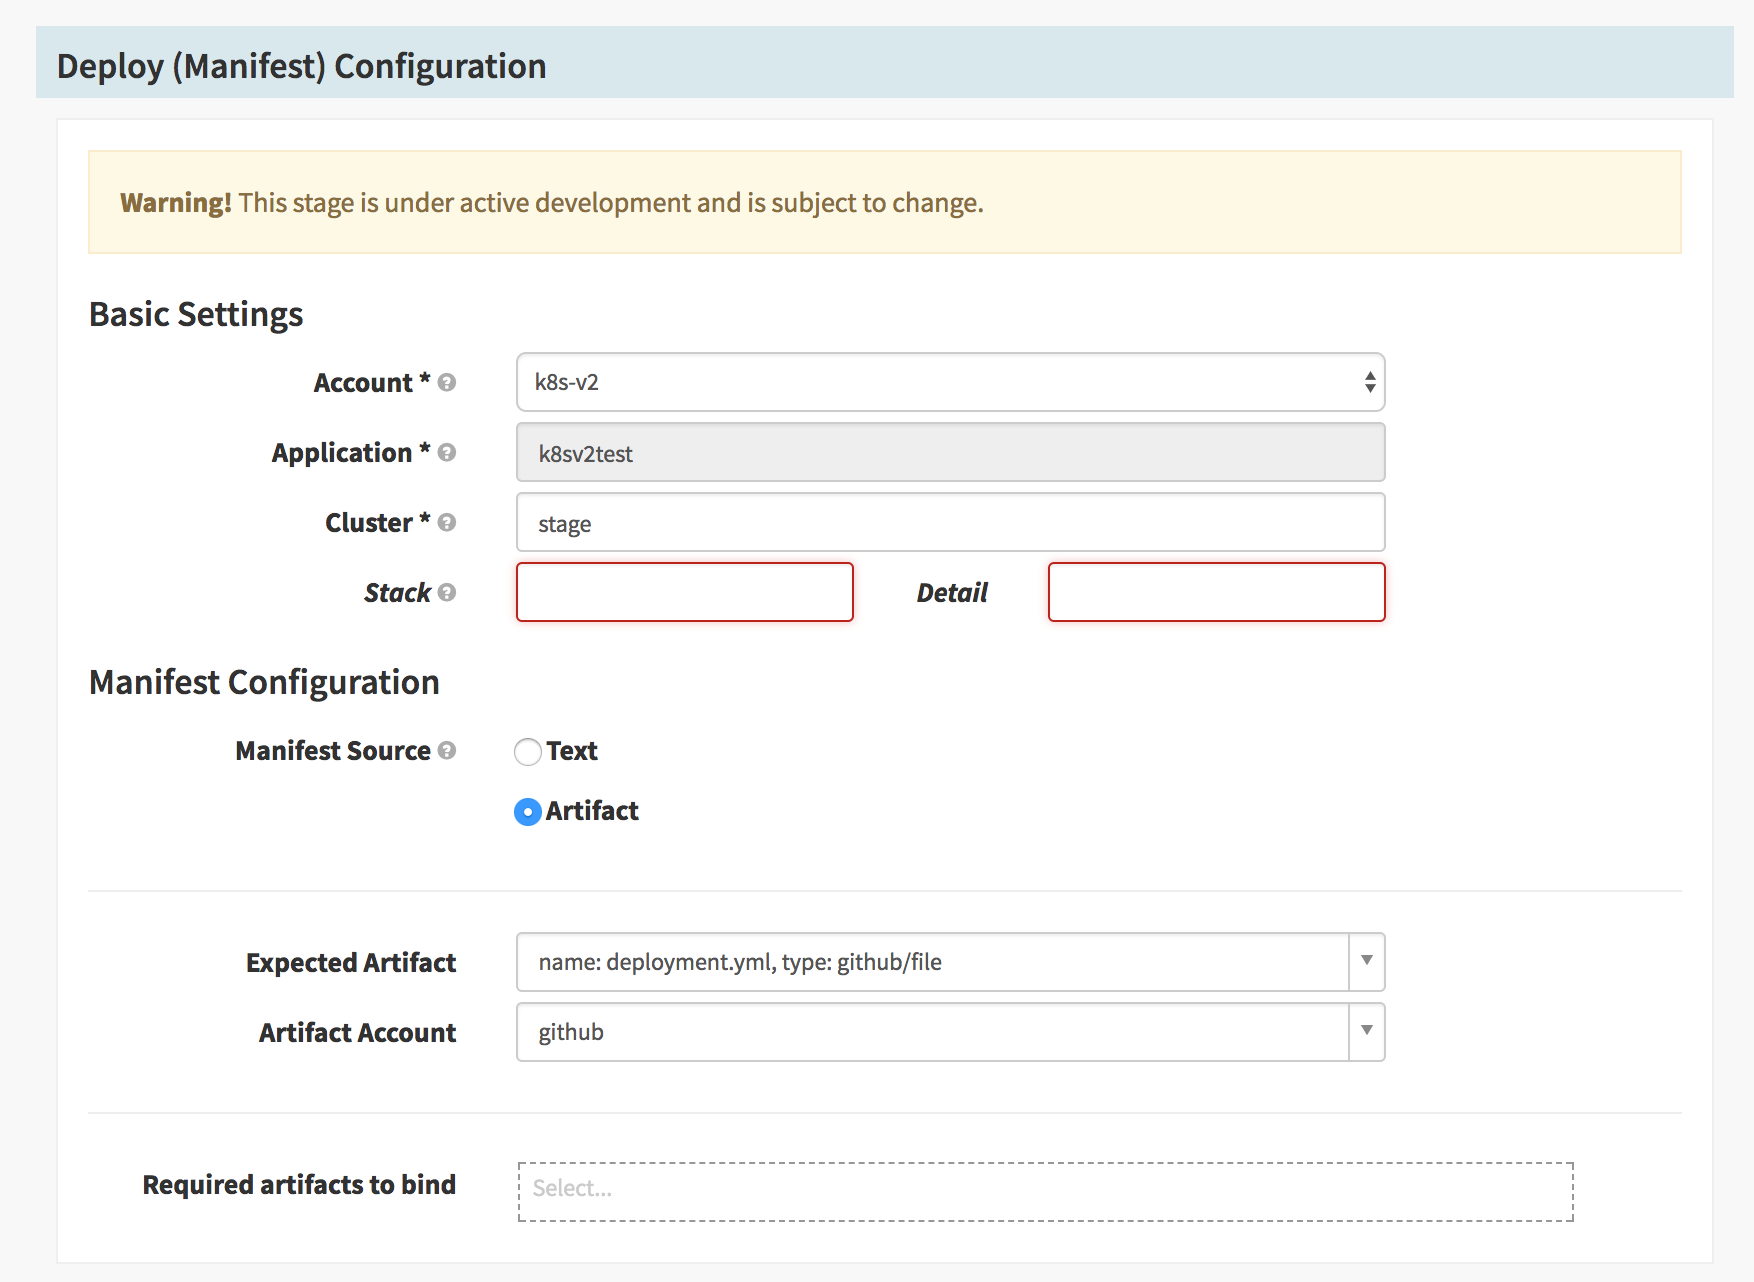 Deploy (Manifest) Configuration
Warning! This stage is under active development and is subject to change.
Basic Settings
Account * ? k8s-v2
Application * ? k8sv2test
Cluster * ? stage
Stack ? Detail
Manifest Configuration
Manifest Source ? Text
Artifact
Expected Artifact name: deployment.yml, type: github/file
Artifact Account github
Required artifacts to bind Select...